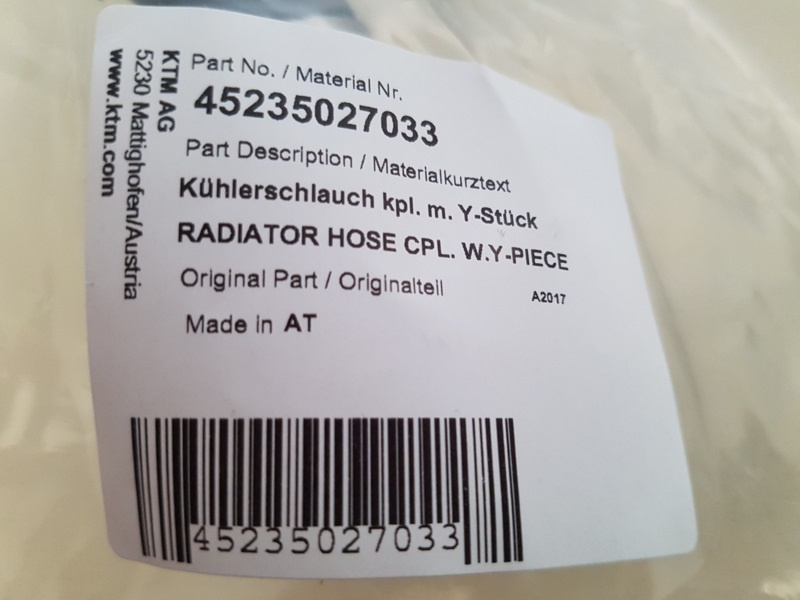 KTM AG
5230 Mattighofen/Austria
www.ktm.com
Part No. / Material Nr.
45235027033
Part Description / Materialkurztext
Kühlerschlauch kpl. m. Y-Stück
RADIATOR HOSE CPL. W.Y-PIECE
Original Part / Originalteil
A2017
Made in AT
45235027033